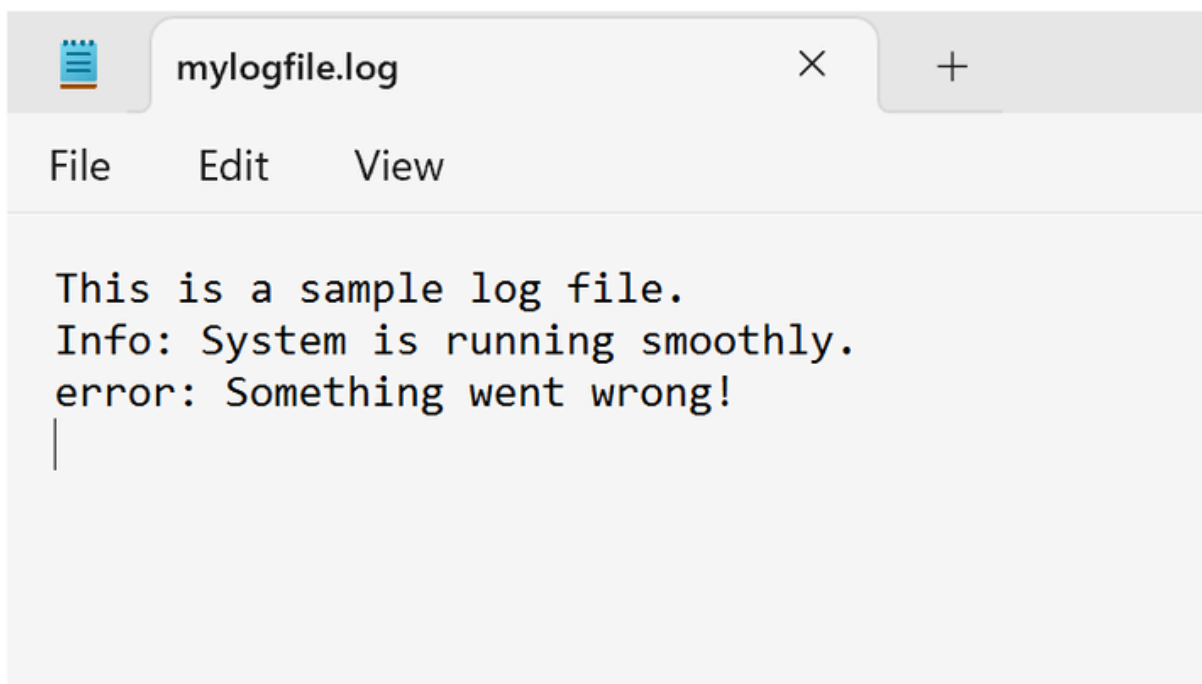 mylogfile.log
File Edit View
This is a sample log file.
Info: System is running smoothly.
error: Something went wrong!